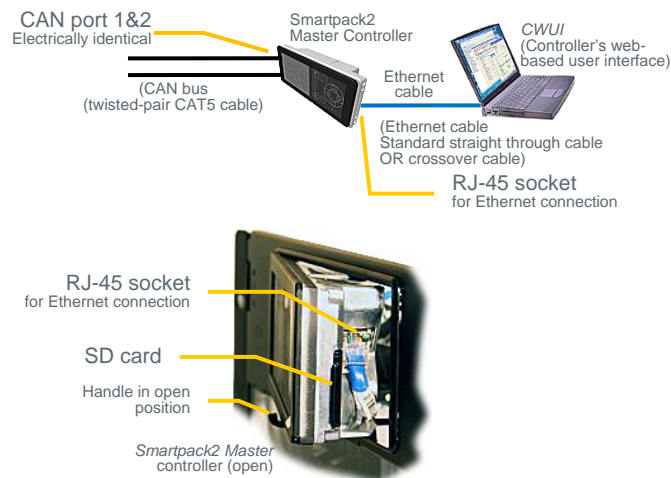 CAN port 1&2
Electrically identical
Smartpack2
Master Controller
CWUI
(Controller's web-
based user interface)
(CAN bus
(twisted-pair CAT5 cable)
Ethernet
cable
(Ethernet cable
Standard straight through cable
OR crossover cable)
RJ-45 socket
for Ethernet connection
RJ-45 socket
for Ethernet connection
SD card
Handle in open
position
Smartpack2 Master
controller (open)